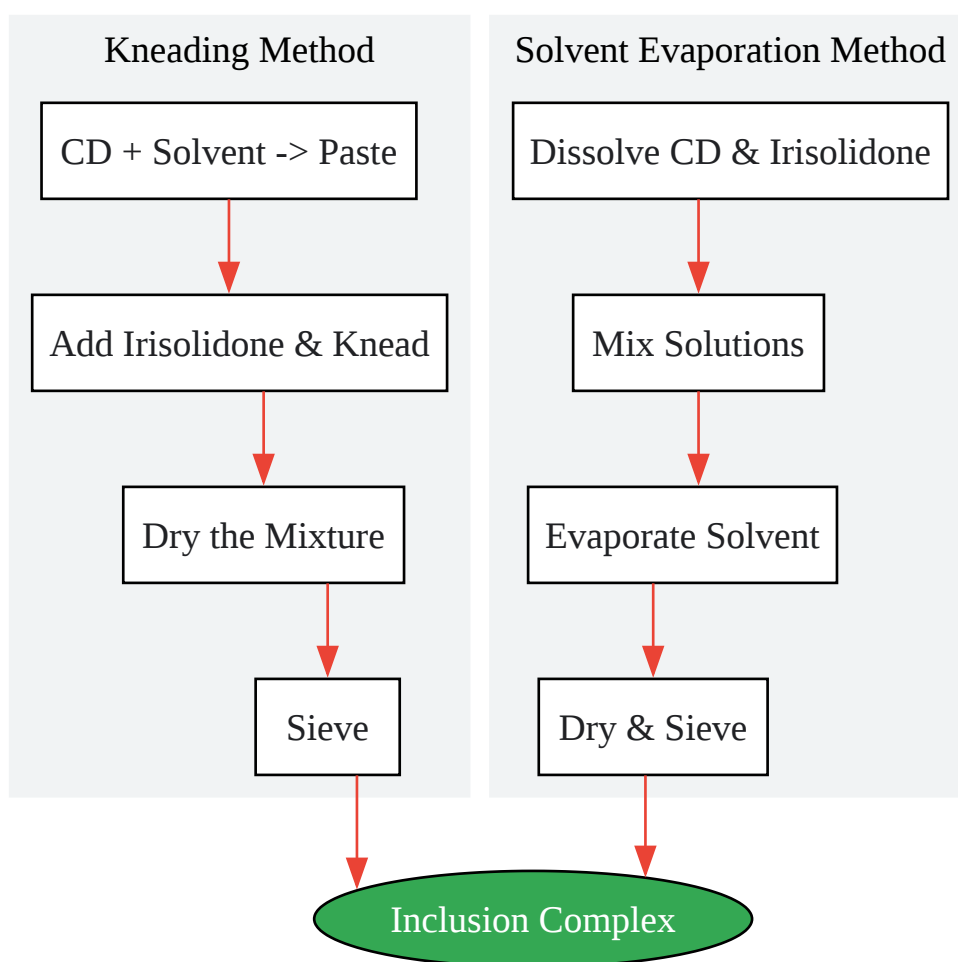 Kneading Method
CD + Solvent -> Paste
Add Irisolidone & Knead
Dry the Mixture
Sieve
Solvent Evaporation Method
Dissolve CD & Irisolidone
Mix Solutions
Evaporate Solvent
Dry & Sieve
Inclusion Complex